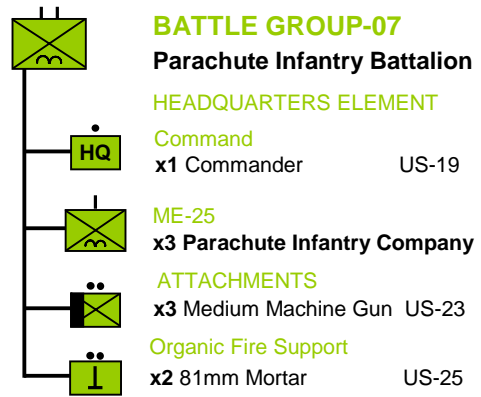 BATTLE GROUP-07
Parachute Infantry Battalion
HEADQUARTERS ELEMENT
Command
HQ
x1 Commander US-19
ME-25
x3 Parachute Infantry Company
ATTACHMENTS
x3 Medium Machine Gun US-23
Organic Fire Support
x2 81mm Mortar US-25